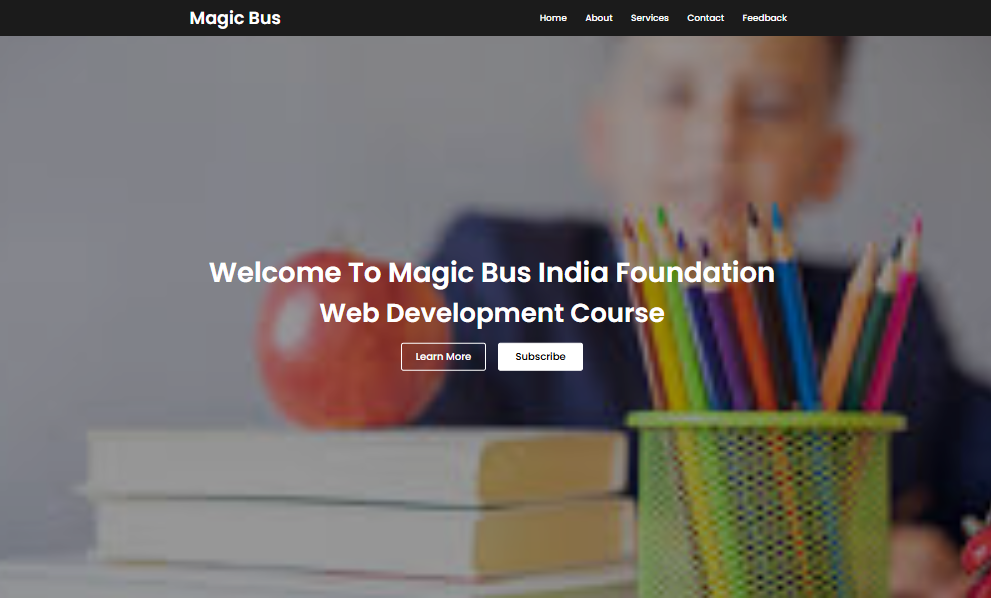 Magic Bus
Home About Services Contact Feedback
Welcome To Magic Bus India Foundation
Web Development Course
Learn More Subscribe